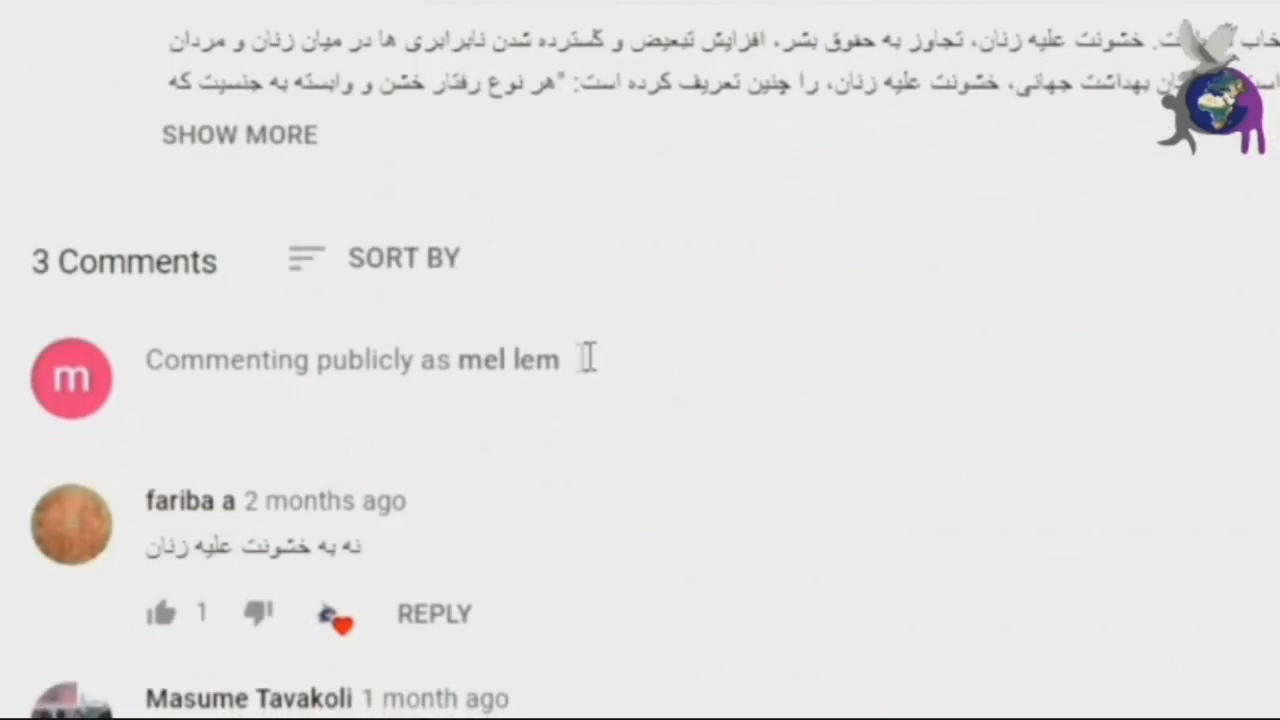 خشونت علیه زنان، تجاوز به حقوق بشر، افزایش تبعیض و گسترده شدن نابرابری ها در میان زنان و مردان
بهداشت جهانی، خشونت علیه زنان، را چنین تعریف کرده است: "هر نوع رفتار خشن و وابسته به جنسیت که
SHOW MORE
3 Comments SORT BY
m
Commenting publicly as mel lem
fariba a 2 months ago
نه به خشونت علیه زنان
1 REPLY
Masume Tavakoli 1 month ago